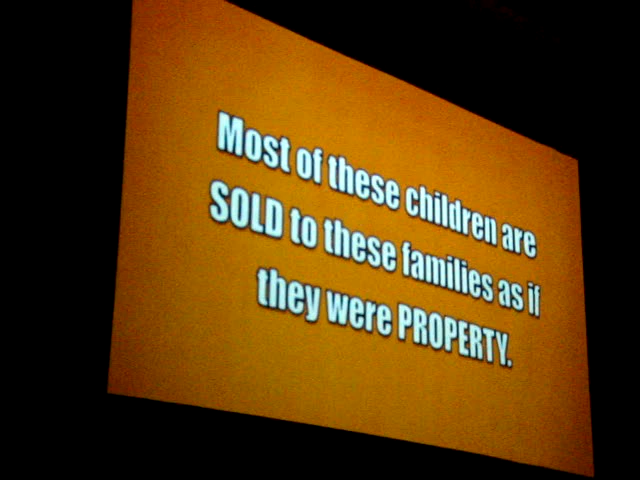 Most of these children are
SOLD to these families as if
they were PROPERTY.